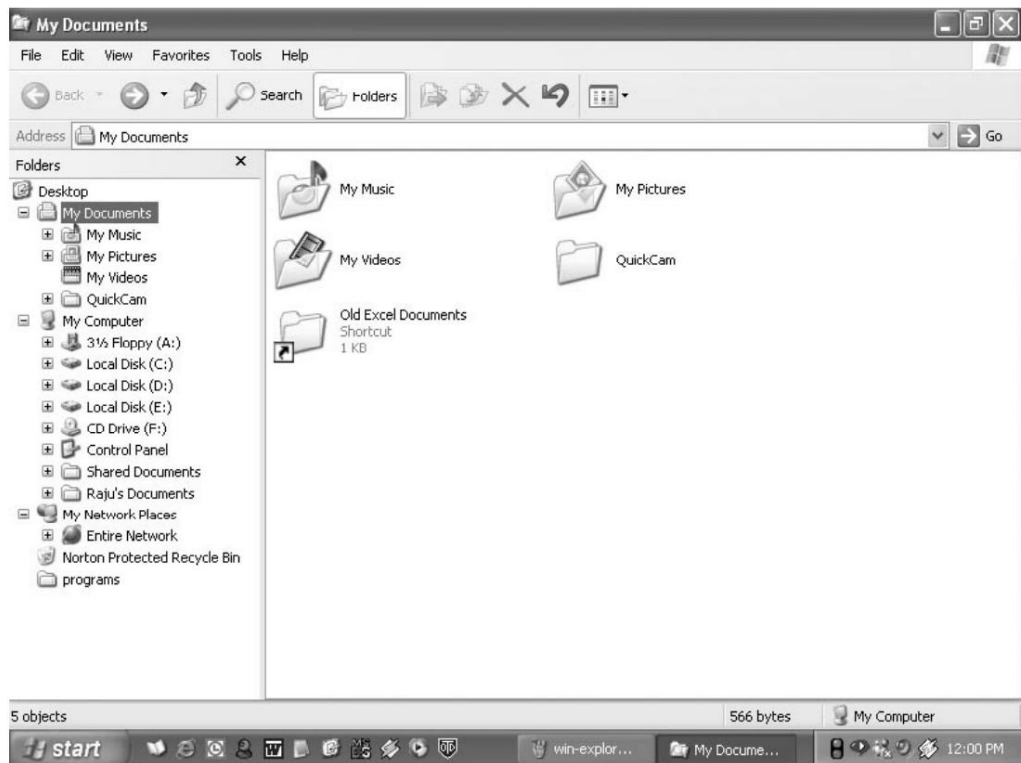 My Documents
File Edit View Favorites Tools Help
Back Search Folders
Address My Documents Go
Folders
Desktop
My Documents
My Music
My Pictures
My Videos
QuickCam
My Computer
3½ Floppy (A:)
Local Disk (C:)
Local Disk (D:)
Local Disk (E:)
CD Drive (F:)
Control Panel
Shared Documents
Raju's Documents
My Network Places
Entire Network
Norton Protected Recycle Bin
programs
My Music
My Pictures
My Videos
QuickCam
Old Excel Documents
Shortcut
1 KB
5 objects 566 bytes My Computer
start win-explor... My Docume... 12:00 PM